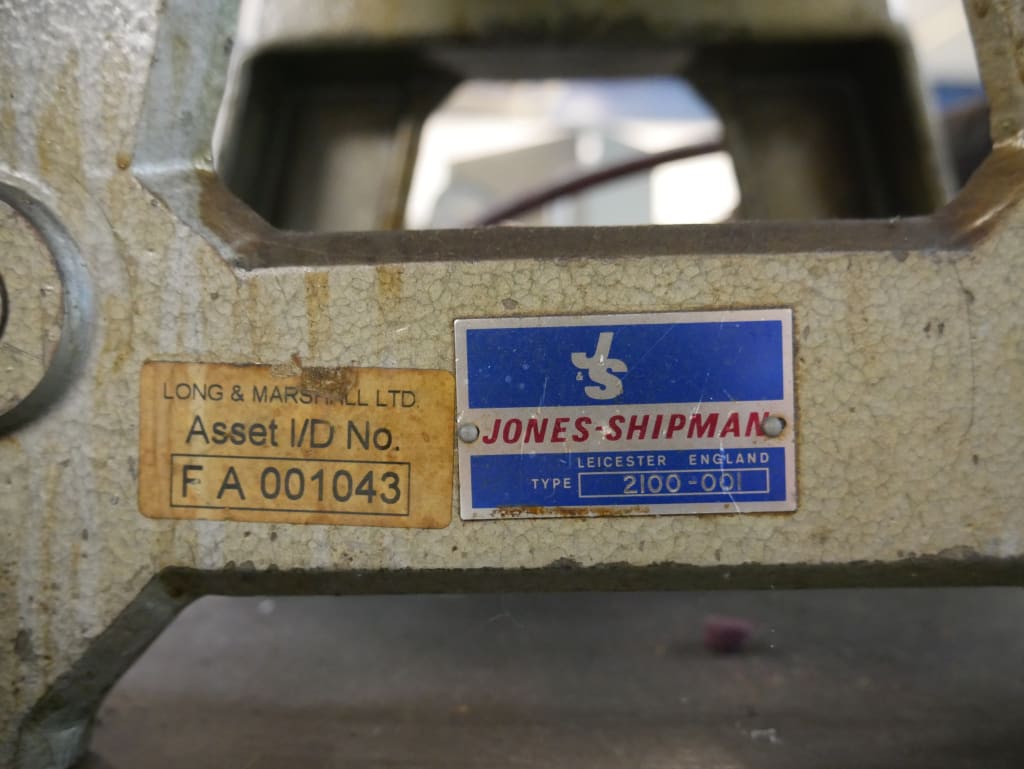 LONG & MARSHALL LTD
Asset I/D No.
F A 001043
J
&S
JONES-SHIPMAN
LEICESTER ENGLAND
TYPE 2100-001